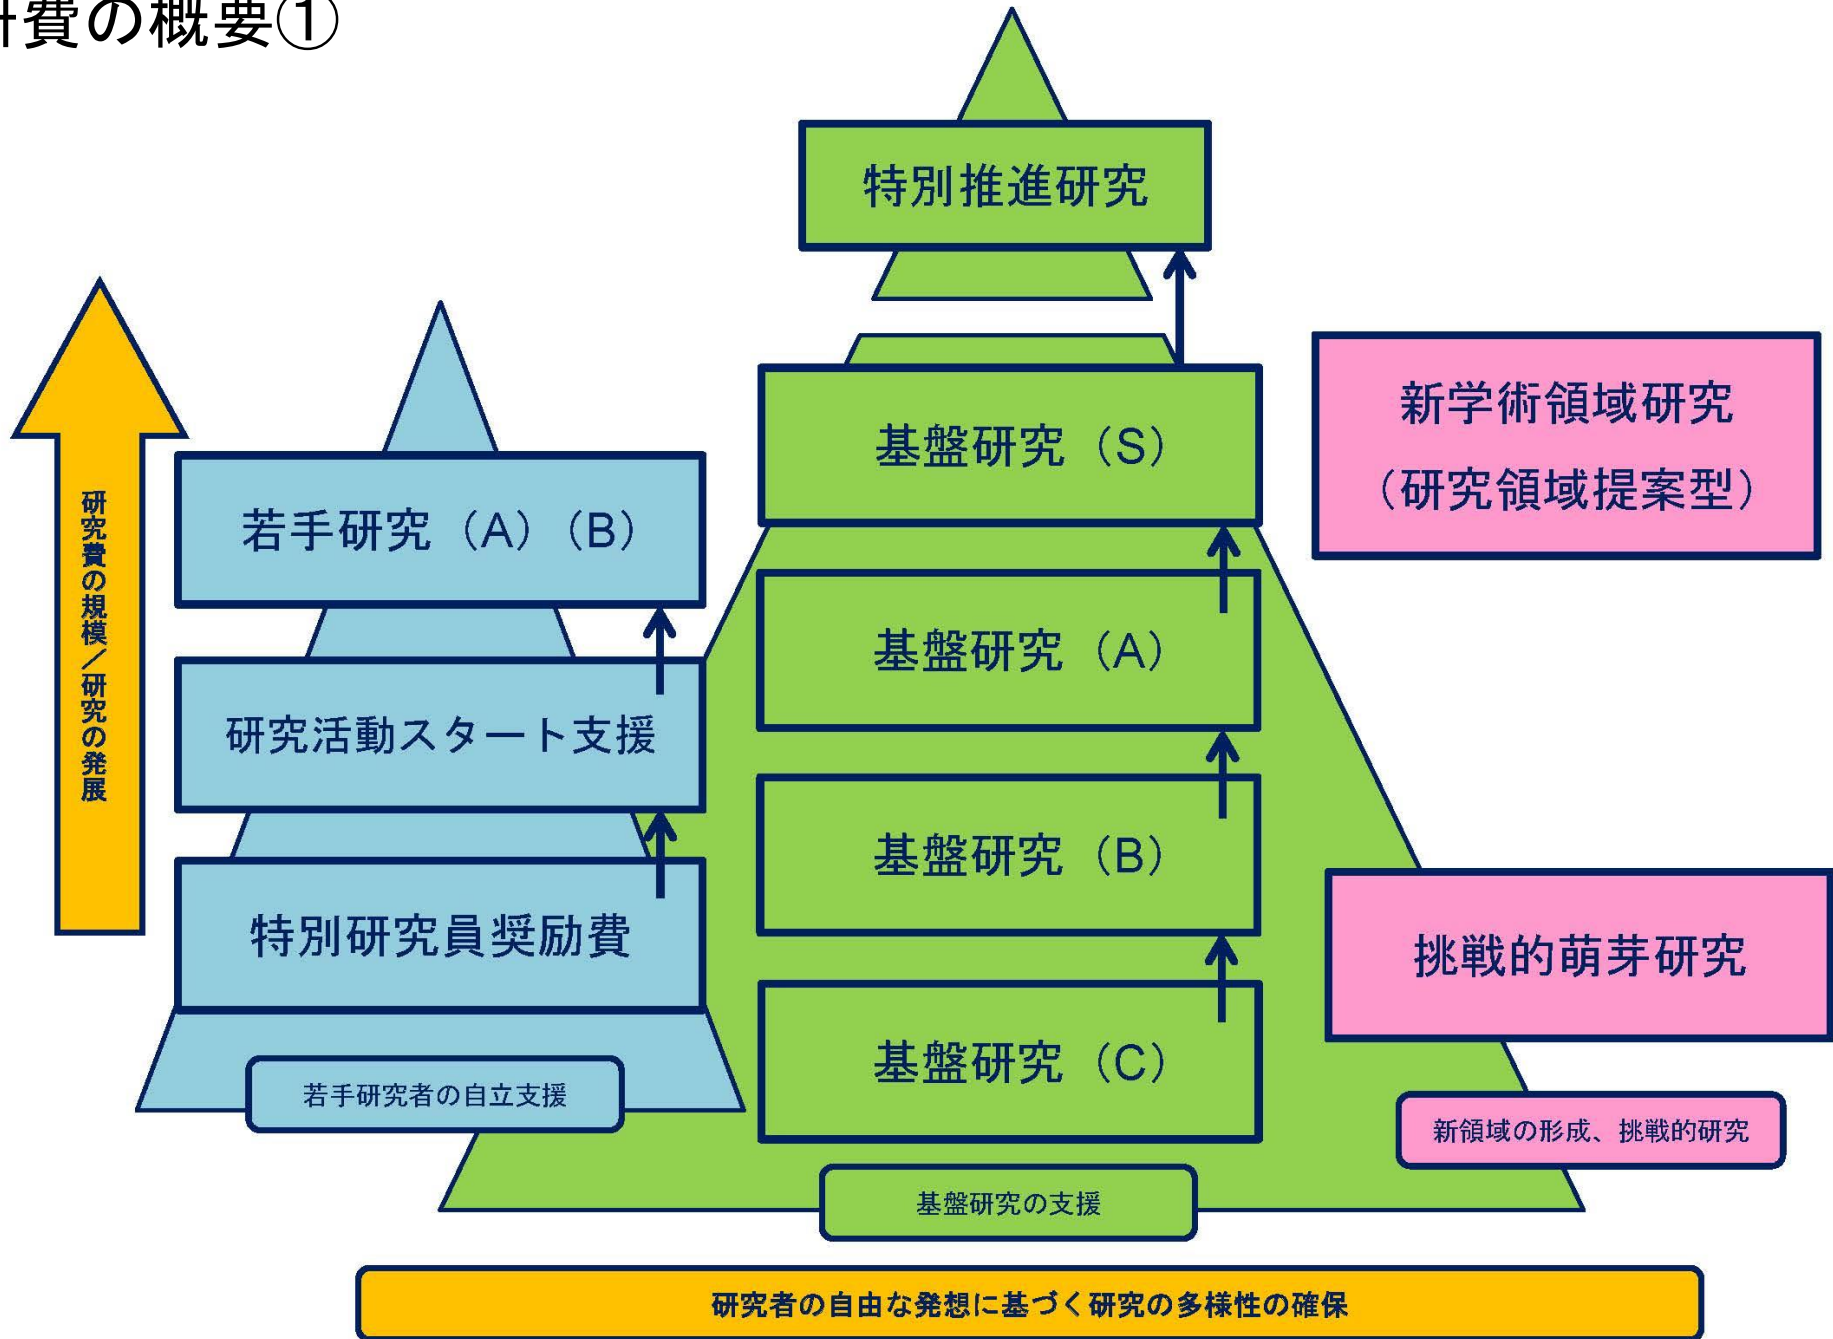 研費の概要①
特別推進研究
基盤研究（S）
基盤研究（A）
基盤研究（B）
基盤研究（C）
基盤研究の支援
若手研究（A）（B）
研究活動スタート支援
特別研究員奨励費
若手研究者の自立支援
研究費の規模／研究の発展
新学術領域研究
（研究領域提案型）
挑戦的萌芽研究
新領域の形成、挑戦的研究
研究者の自由な発想に基づく研究の多様性の確保